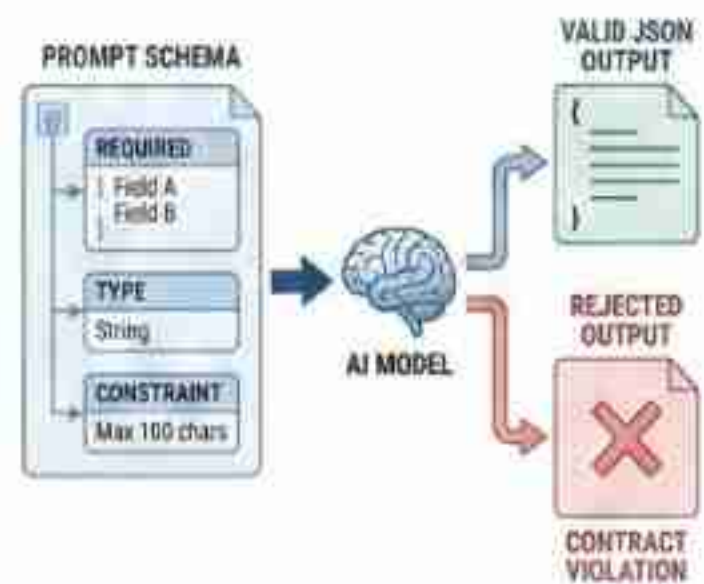 PROMPT SCHEMA
REQUIRED
{ Field A
Field B
}
TYPE
String
CONSTRAINT
Max 100 chars
AI MODEL
VALID JSON
OUTPUT
{
}
REJECTED
OUTPUT
CONTRACT
VIOLATION